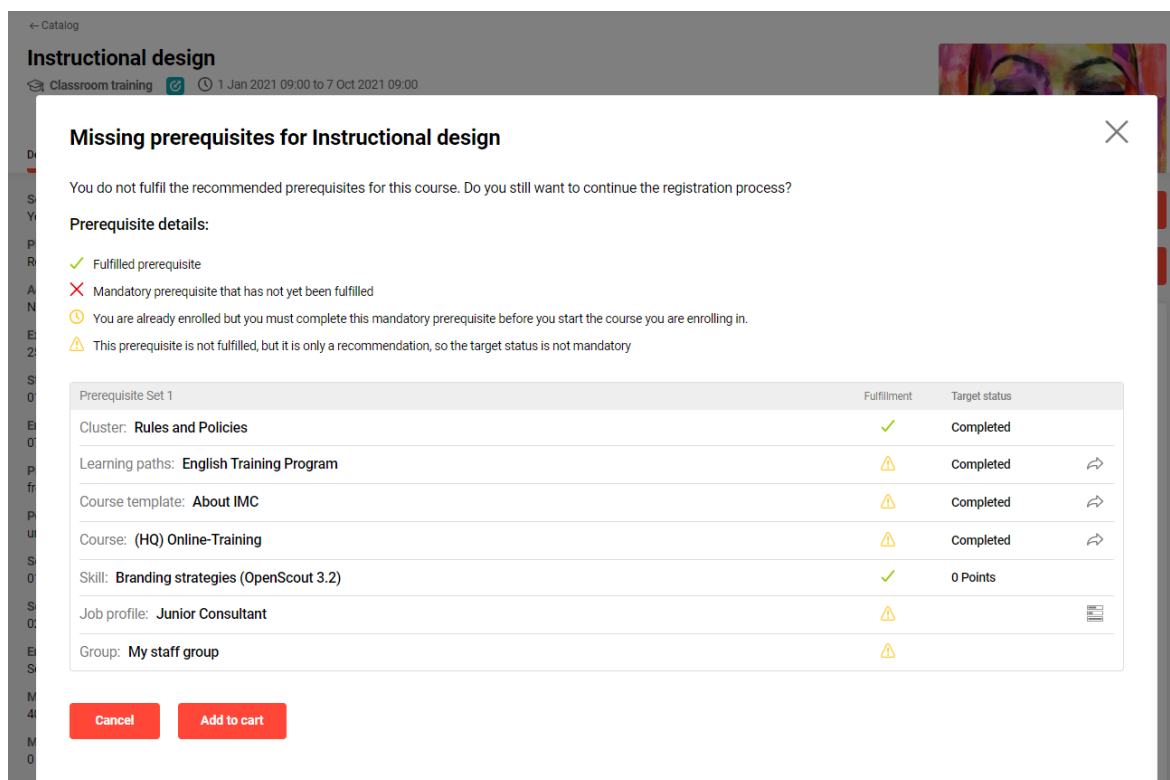 ← Catalog
Instructional design
Classroom training 1 Jan 2021 09:00 to 7 Oct 2021 09:00
Missing prerequisites for Instructional design
You do not fulfil the recommended prerequisites for this course. Do you still want to continue the registration process?
Prerequisite details:
Fulfilled prerequisite
Mandatory prerequisite that has not yet been fulfilled
You are already enrolled but you must complete this mandatory prerequisite before you start the course you are enrolling in.
This prerequisite is not fulfilled, but it is only a recommendation, so the target status is not mandatory
Prerequisite Set 1 Fulfillment Target status
Cluster: Rules and Policies Completed
Learning paths: English Training Program Completed
Course template: About IMC Completed
Course: (HQ) Online-Training Completed
Skill: Branding strategies (OpenScout 3.2) 0 Points
Job profile: Junior Consultant
Group: My staff group
Cancel Add to cart